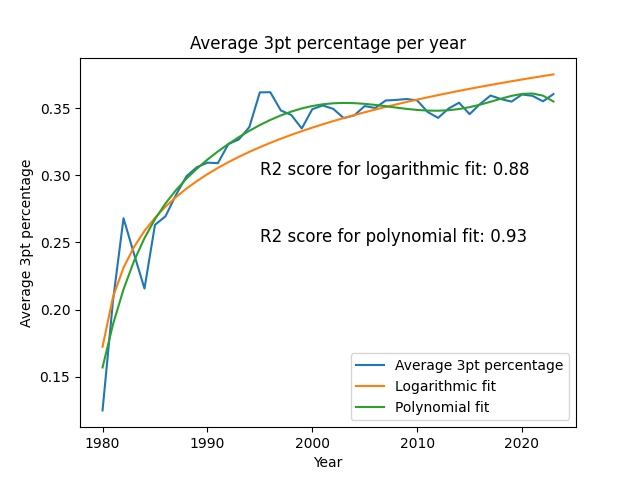 Average 3pt percentage per year
Average 3pt percentage
0.35
0.30
0.25
0.20
0.15
R2 score for logarithmic fit: 0.88
R2 score for polynomial fit: 0.93
Average 3pt percentage
Logarithmic fit
Polynomial fit
1980
1990
2000
2010
2020
Year